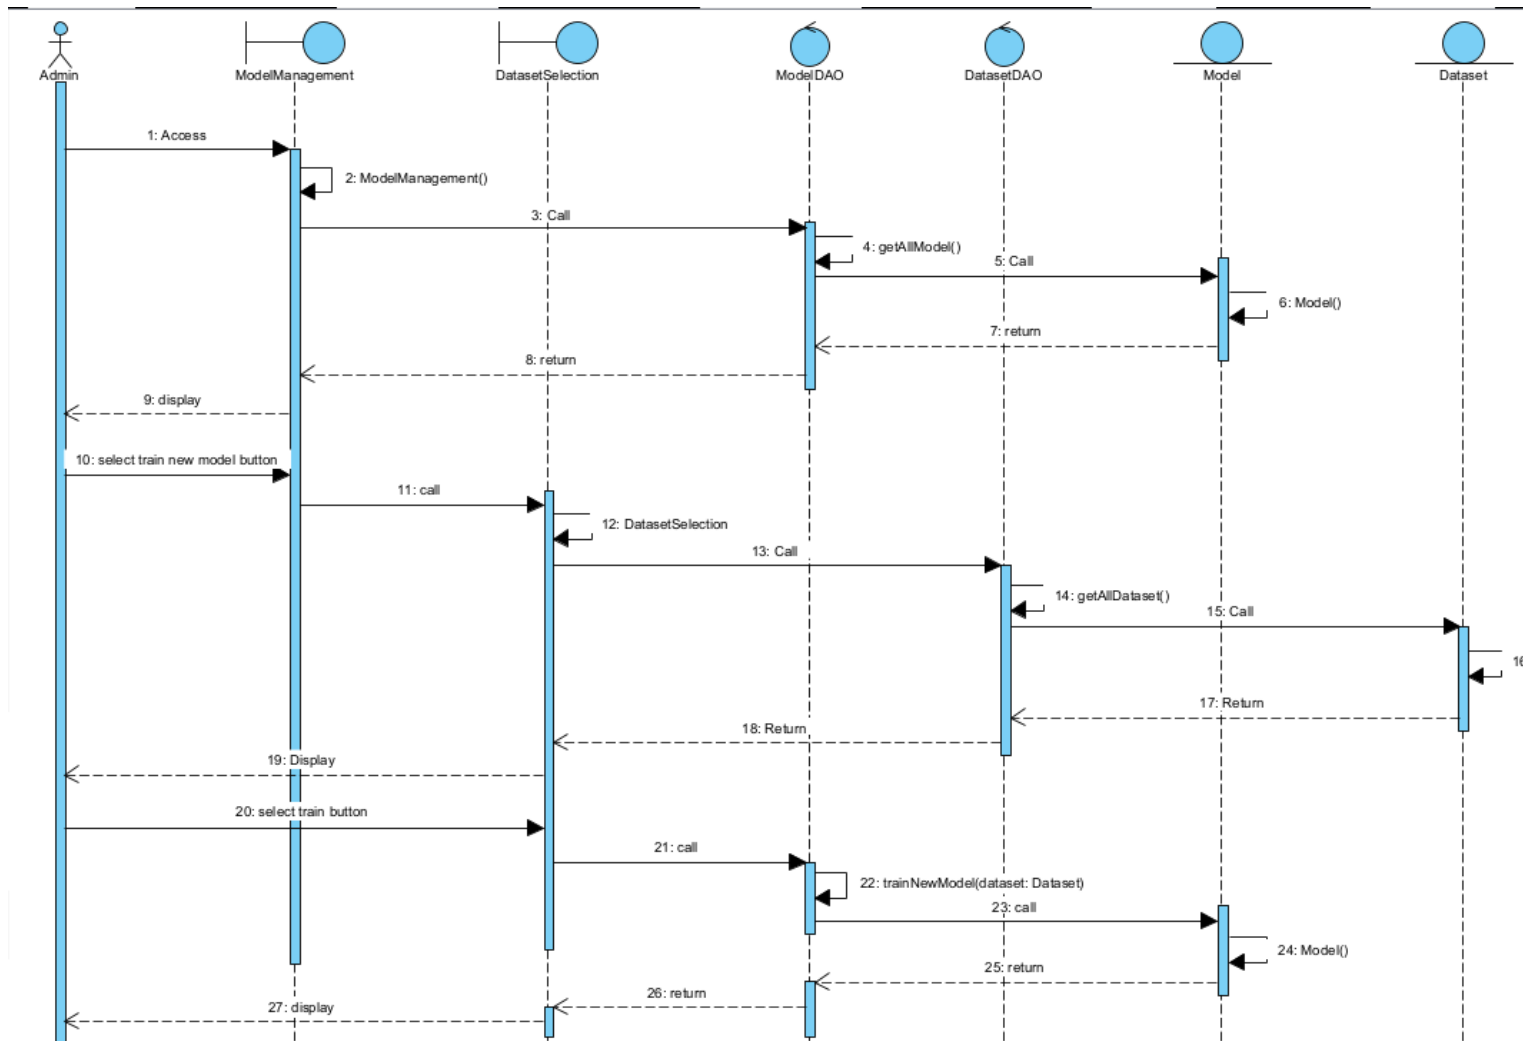 Admin
ModelManagement
DatasetSelection
ModelDAO
DatasetDAO
Model
Dataset
1: Access
2: ModelManagement()
3: Call
4: getAllModel()
5: Call
6: Model()
7: return
8: return
9: display
10: select train new model button
11: call
12: DatasetSelection
13: Call
14: getAllDataset()
15: Call
16
17: Return
18: Return
19: Display
20: select train button
21: call
22: trainNewModel(dataset: Dataset)
23: call
24: Model()
25: return
26: return
27: display